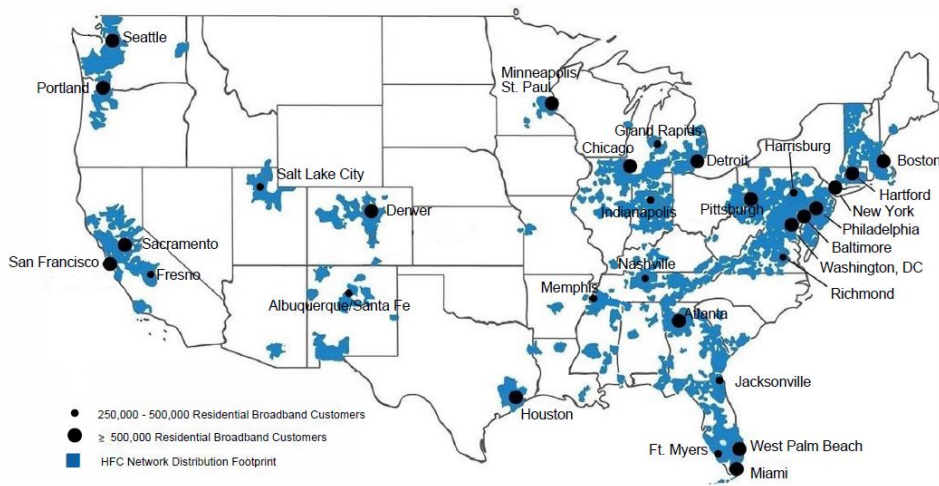 Seattle
Portland
Minneapolis/
St. Paul
Grand Rapids
Chicago
Detroit
Harrisburg
Boston
Hartford
New York
Philadelphia
Baltimore
Washington, DC
Richmond
Pittsburgh
Indianapolis
Salt Lake City
Denver
Sacramento
San Francisco
Fresno
Nashville
Memphis
Albuquerque/Santa Fe
Atlanta
Jacksonville
Houston
Ft. Myers
West Palm Beach
Miami
250,000 - 500,000 Residential Broadband Customers
≥ 500,000 Residential Broadband Customers
HFC Network Distribution Footprint